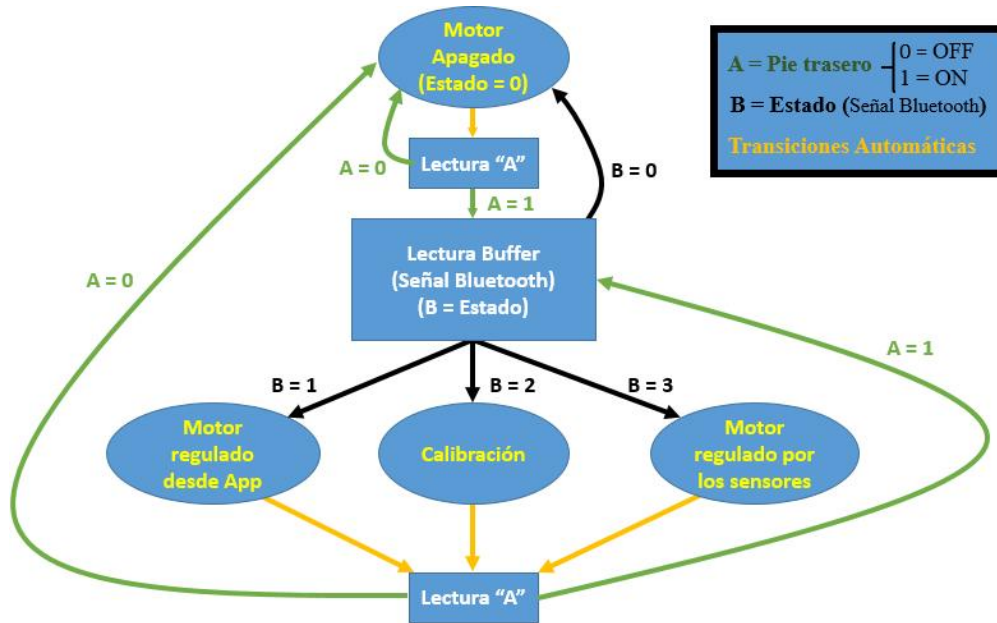 Motor
Apagado
(Estado = 0)
A = Pie trasero
0 = OFF
1 = ON
B = Estado (Señal Bluetooth)
Transiciones Automáticas
Lectura “A”
A = 0
B = 0
A = 1
Lectura Buffer
(Señal Bluetooth)
(B = Estado)
A = 0
A = 1
B = 1
B = 2
B = 3
Motor
regulado
desde App
Calibración
Motor
regulado por
los sensores
Lectura “A”